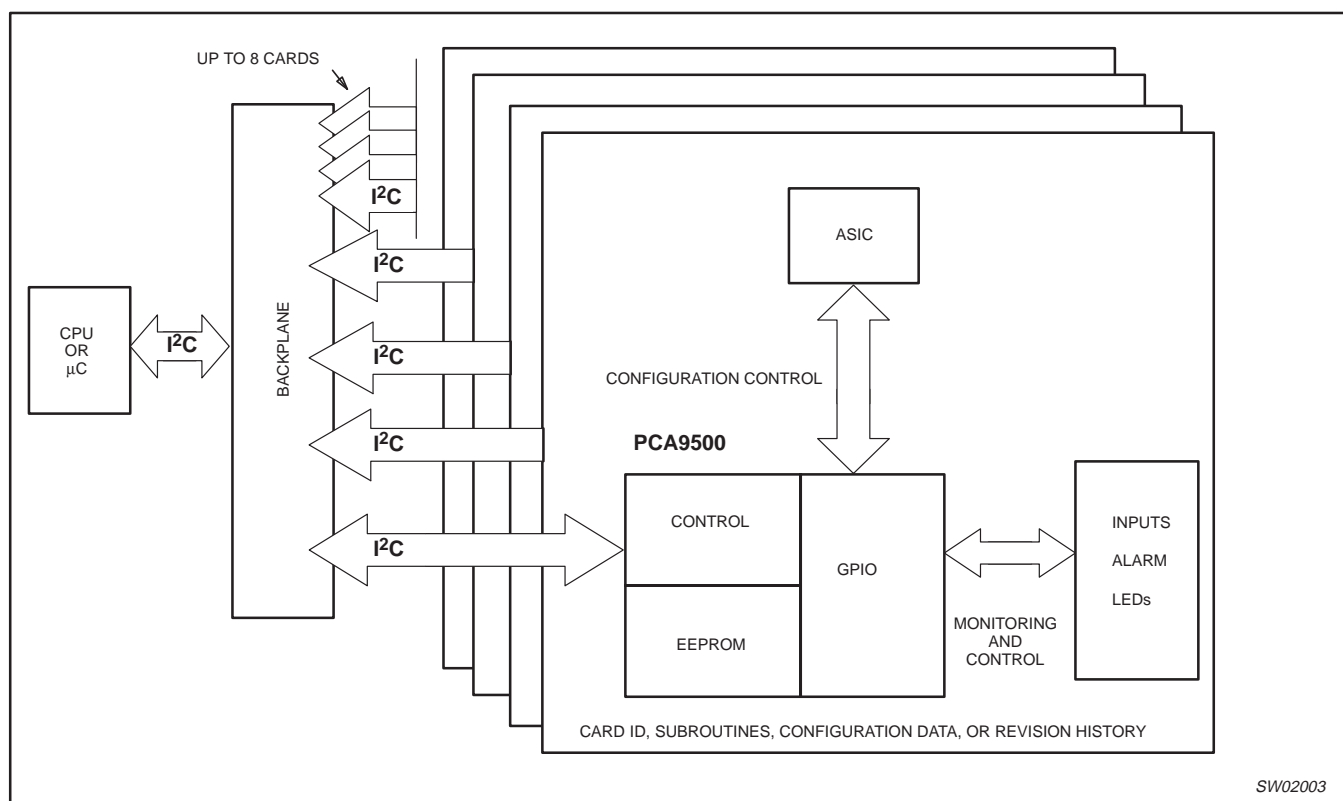 UP TO 8 CARDS
I²C
I²C
I²C
I²C
I²C
I²C
CPU
OR
μC
BACKPLANE
ASIC
CONFIGURATION CONTROL
PCA9500
CONTROL
EEPROM
GPIO
MONITORING
AND
CONTROL
INPUTS
ALARM
LEDs
CARD ID, SUBROUTINES, CONFIGURATION DATA, OR REVISION HISTORY
SW02003